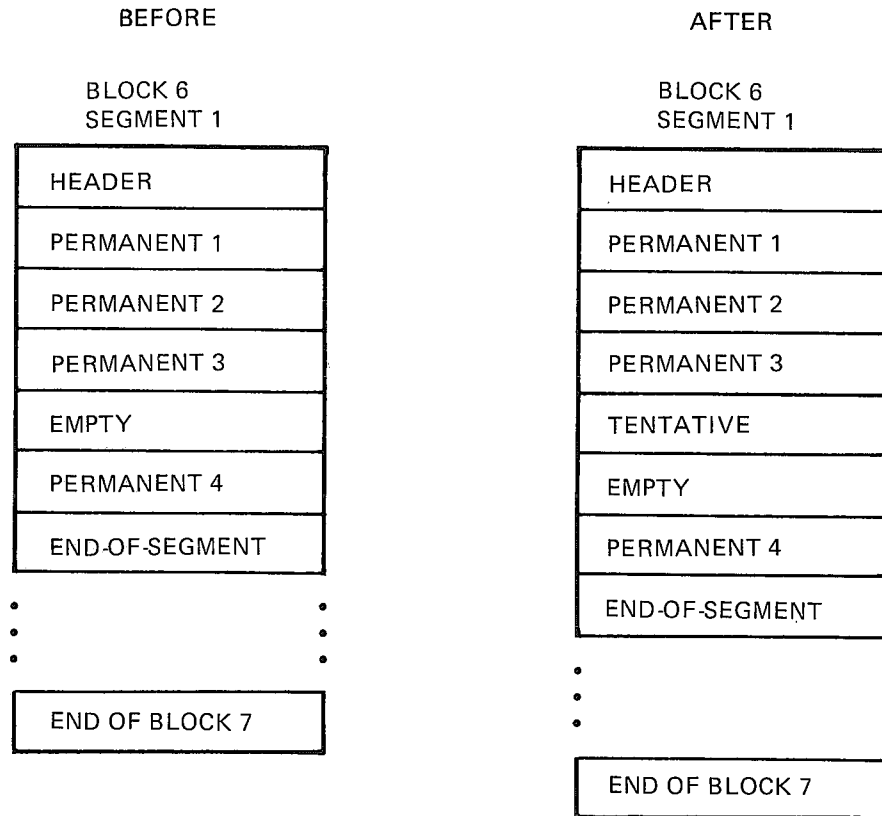 BEFORE
BLOCK 6
SEGMENT 1
HEADER
PERMANENT 1
PERMANENT 2
PERMANENT 3
EMPTY
PERMANENT 4
END-OF-SEGMENT
END OF BLOCK 7
AFTER
BLOCK 6
SEGMENT 1
HEADER
PERMANENT 1
PERMANENT 2
PERMANENT 3
TENTATIVE
EMPTY
PERMANENT 4
END-OF-SEGMENT
END OF BLOCK 7